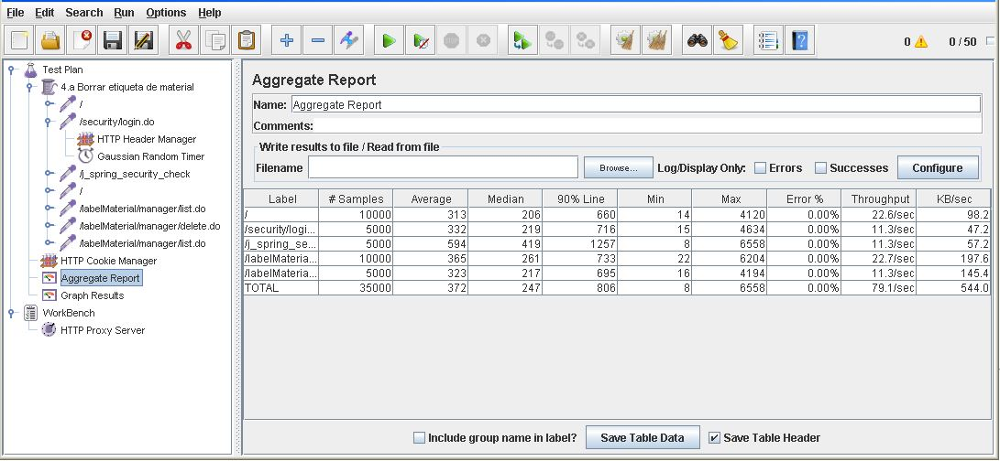 File Edit Search Run Options Help
0 0 / 50
Test Plan
4.a Borrar etiqueta de material
/
/security/login.do
HTTP Header Manager
Gaussian Random Timer
/j_spring_security_check
/
/labelMaterial/manager/list.do
/labelMaterial/manager/delete.do
/labelMaterial/manager/list.do
HTTP Cookie Manager
Aggregate Report
Graph Results
WorkBench
HTTP Proxy Server
Aggregate Report
Name: Aggregate Report
Comments:
Write results to file / Read from file
Filename Browse... Log/Display Only: Errors Successes Configure
Label # Samples Average Median 90% Line Min Max Error % Throughput KB/sec
/ 10000 313 206 660 14 4120 0.00% 22.6/sec 98.2
/security/logi... 5000 332 219 716 15 4634 0.00% 11.3/sec 47.2
/j_spring_se... 5000 594 419 1257 8 6558 0.00% 11.3/sec 57.2
/labelMateria... 10000 365 261 733 22 6204 0.00% 22.7/sec 197.6
/labelMateria... 5000 323 217 695 16 4194 0.00% 11.3/sec 145.4
TOTAL 35000 372 247 806 8 6558 0.00% 79.1/sec 544.0
Include group name in label? Save Table Data Save Table Header